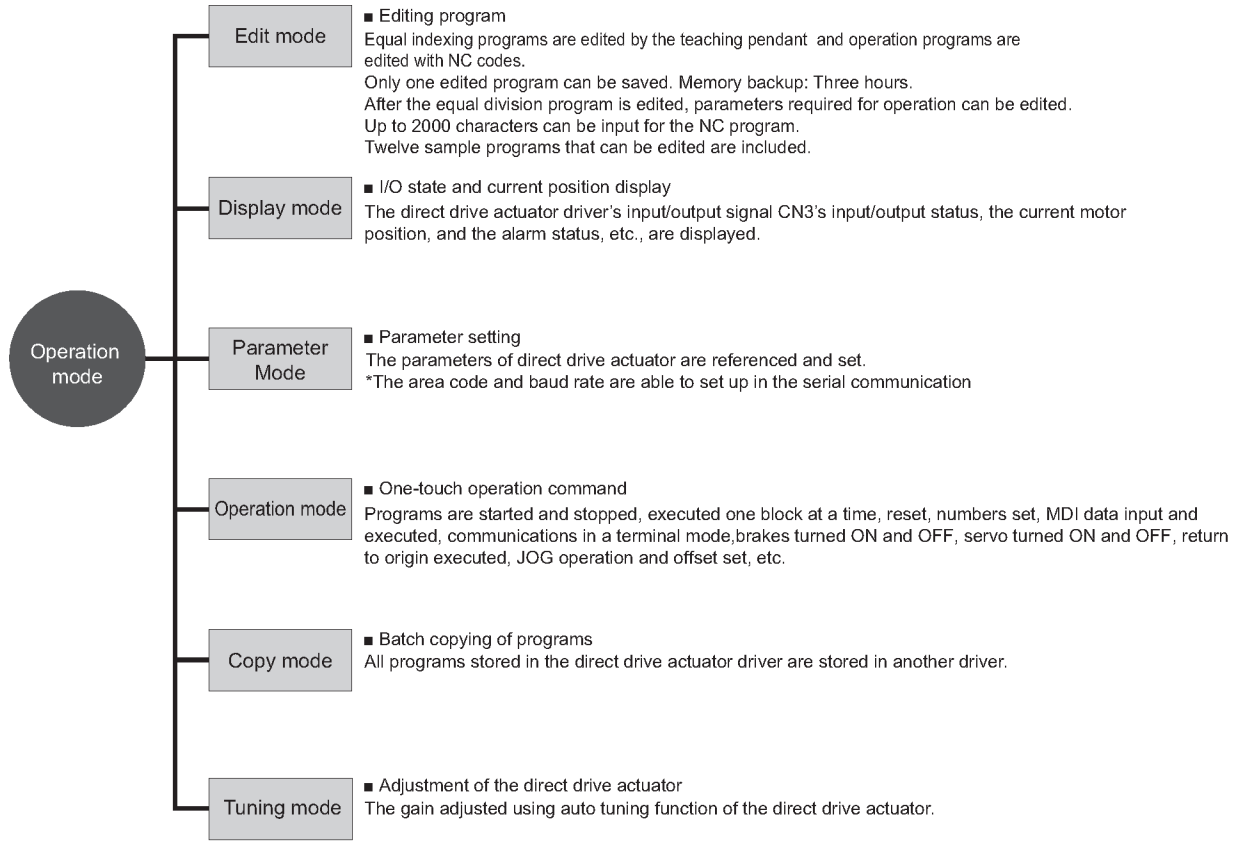 Edit mode
■ Editing program
Equal indexing programs are edited by the teaching pendant and operation programs are
edited with NC codes.
Only one edited program can be saved. Memory backup: Three hours.
After the equal division program is edited, parameters required for operation can be edited.
Up to 2000 characters can be input for the NC program.
Twelve sample programs that can be edited are included.
Display mode
■ I/O state and current position display
The direct drive actuator driver's input/output signal CN3's input/output status, the current motor
position, and the alarm status, etc., are displayed.
Operation
mode
Parameter
Mode
■ Parameter setting
The parameters of direct drive actuator are referenced and set.
*The area code and baud rate are able to set up in the serial communication
Operation mode
■ One-touch operation command
Programs are started and stopped, executed one block at a time, reset, numbers set, MDI data input and
executed, communications in a terminal mode,brakes turned ON and OFF, servo turned ON and OFF, return
to origin executed, JOG operation and offset set, etc.
Copy mode
■ Batch copying of programs
All programs stored in the direct drive actuator driver are stored in another driver.
Tuning mode
■ Adjustment of the direct drive actuator
The gain adjusted using auto tuning function of the direct drive actuator.